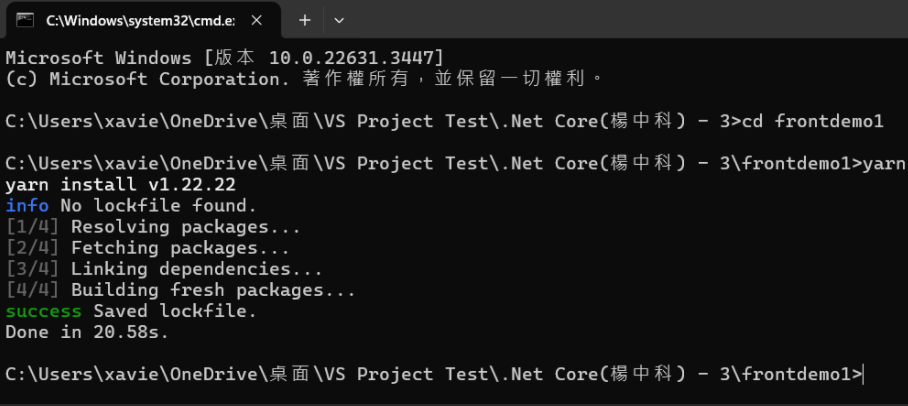 C:\Windows\system32\cmd.e
Microsoft Windows [版本 10.0.22631.3447]
(c) Microsoft Corporation. 著作權所有，並保留一切權利。
C:\Users\xavie\OneDrive\桌面\VS Project Test\.Net Core(楊中科) - 3>cd frontdemo1
C:\Users\xavie\OneDrive\桌面\VS Project Test\.Net Core(楊中科) - 3\frontdemo1>yarn
yarn install v1.22.22
info No lockfile found.
[1/4] Resolving packages...
[2/4] Fetching packages...
[3/4] Linking dependencies...
[4/4] Building fresh packages...
success Saved lockfile.
Done in 20.58s.
C:\Users\xavie\OneDrive\桌面\VS Project Test\.Net Core(楊中科) - 3\frontdemo1>